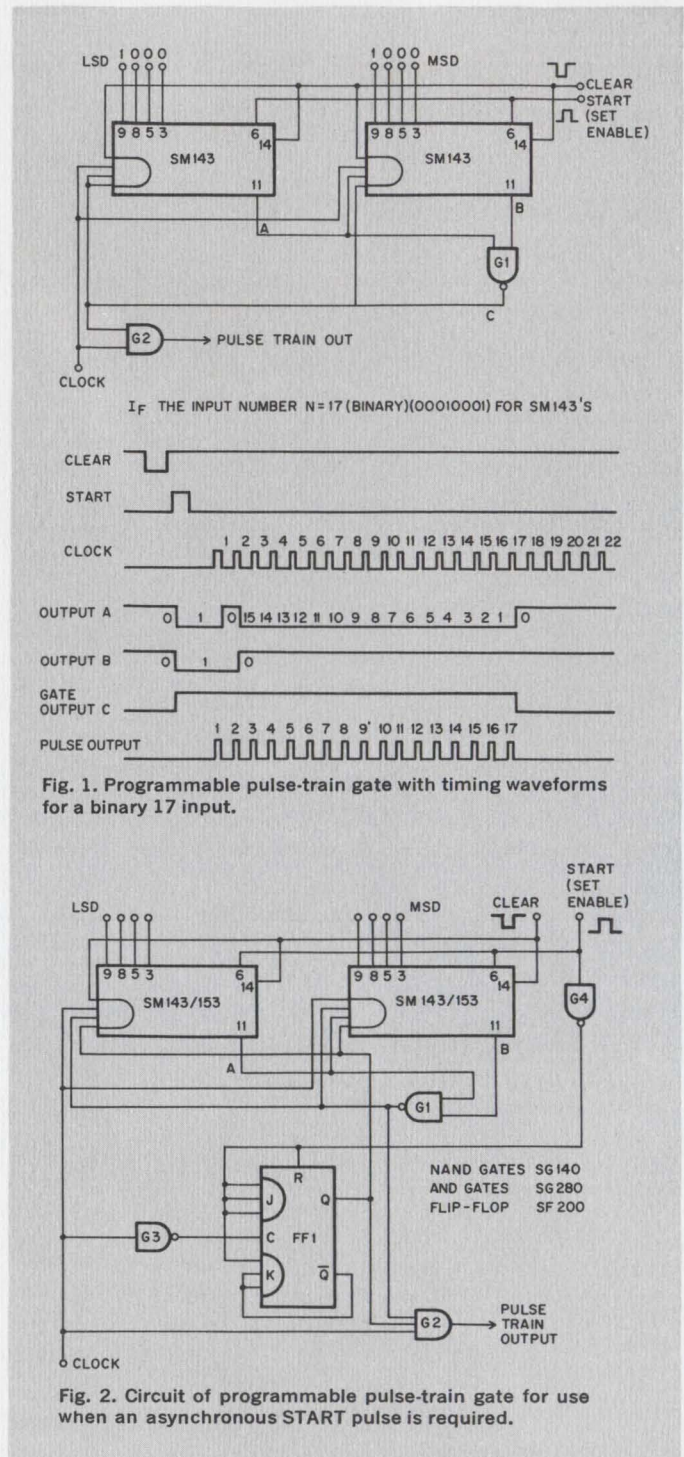 1 0 0 0 1 0 0 0
LSD MSD
CLEAR
START
(SET
ENABLE)
9 8 5 3 6 14 9 8 5 3 6 14
SM143 SM143
11 11
A B
G1
C
G2 PULSE TRAIN OUT
CLOCK
IF THE INPUT NUMBER N=17 (BINARY)(00010001) FOR SM143'S
CLEAR
START
1 2 3 4 5 6 7 8 9 10 11 12 13 14 15 16 17 18 19 20 21 22
CLOCK
OUTPUT A 0 1 0 15 14 13 12 11 10 9 8 7 6 5 4 3 2 1 0
OUTPUT B 0 1 0
GATE
OUTPUT C
1 2 3 4 5 6 7 8 9' 10 11 12 13 14 15 16 17
PULSE OUTPUT
Fig. 1. Programmable pulse-train gate with timing waveforms
for a binary 17 input.
START
(SET
ENABLE)
LSD MSD CLEAR
9 8 5 3 6 14 9 8 5 3 6 14
G4
SM143/153 SM143/153
11 11
A B
G1
NAND GATES SG140
AND GATES SG280
FLIP-FLOP SF200
R
J Q
G3 C FF1
K Q̅
G2 PULSE
TRAIN
OUTPUT
CLOCK
Fig. 2. Circuit of programmable pulse-train gate for use
when an asynchronous START pulse is required.